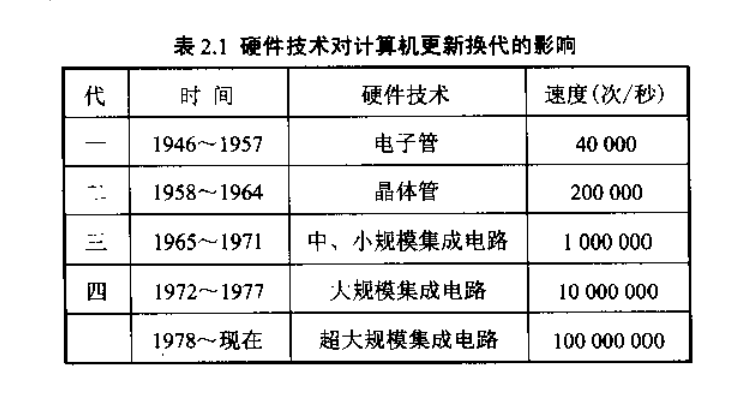 表 2.1 硬件技术对计算机更新换代的影响
代 时 间 硬件技术 速度(次/秒)
一 1946～1957 电子管 40 000
二 1958～1964 晶体管 200 000
三 1965～1971 中、小规模集成电路 1 000 000
四 1972～1977 大规模集成电路 10 000 000
1978～现在 超大规模集成电路 100 000 000